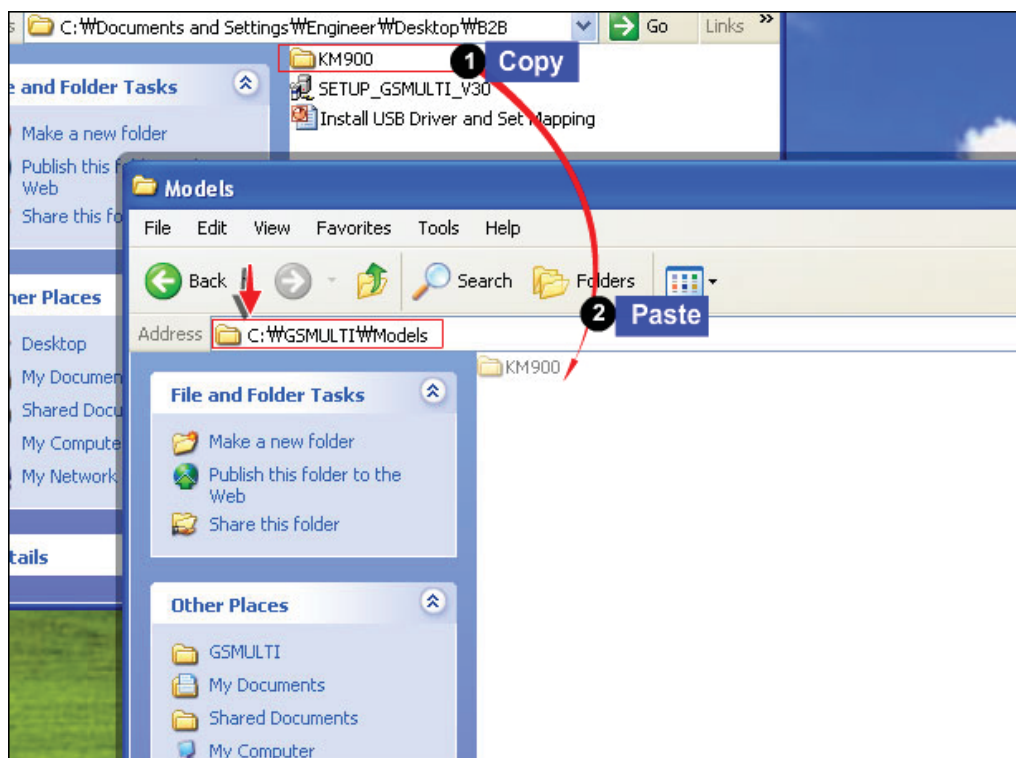 C:₩Documents and Settings₩Engineer₩Desktop₩B2B Go Links »
KM900 1 Copy
SETUP_GSMULTI_V30
Install USB Driver and Set Mapping
and Folder Tasks
Make a new folder
Publish this
Web
Share this fo
Models
File Edit View Favorites Tools Help
Back Search Folders
2 Paste
Address C:₩GSMULTI₩Models
KM900
her Places
Desktop
My Documen
Shared Docu
My Compute
My Network
tails
File and Folder Tasks
Make a new folder
Publish this folder to the
Web
Share this folder
Other Places
GSMULTI
My Documents
Shared Documents
My Computer